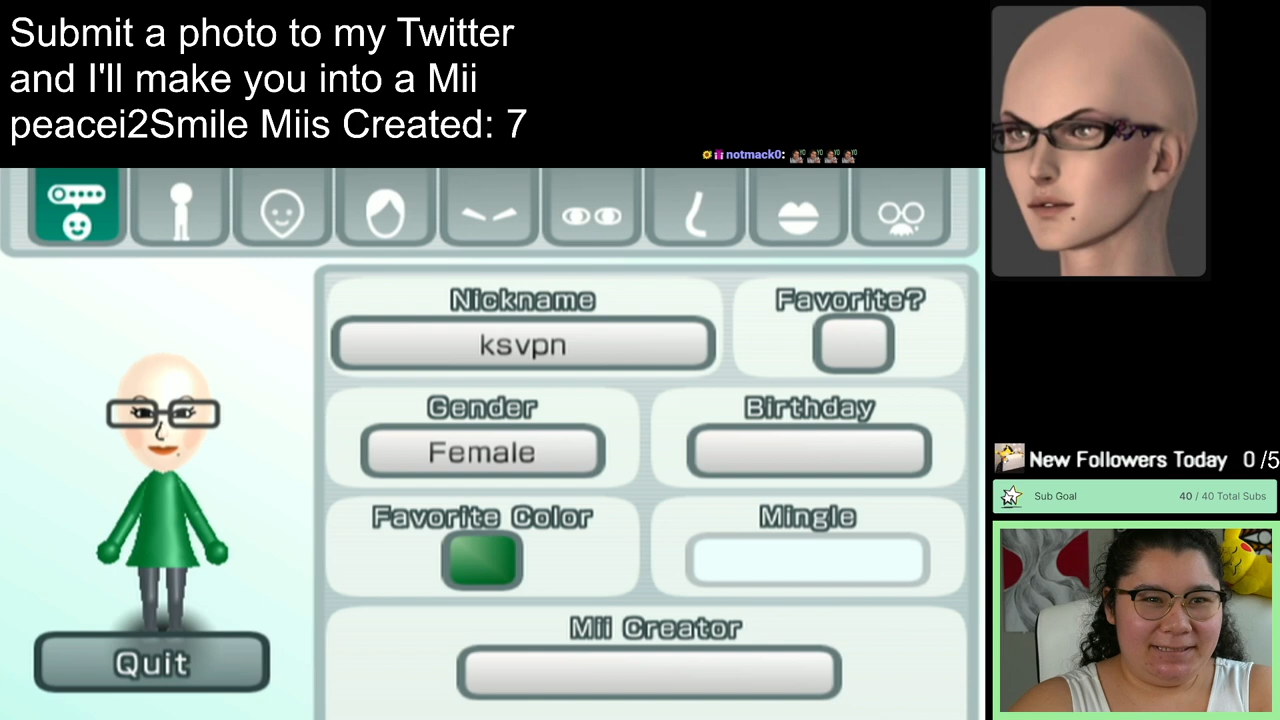 Submit a photo to my Twitter
and I'll make you into a Mii
peacei2Smile Miis Created: 7
notmack0:
Nickname
Favorite?
ksvpn
Gender
Birthday
Female
Favorite Color
Mingle
Mii Creator
Quit
New Followers Today 0 /5
Sub Goal
40 / 40 Total Subs